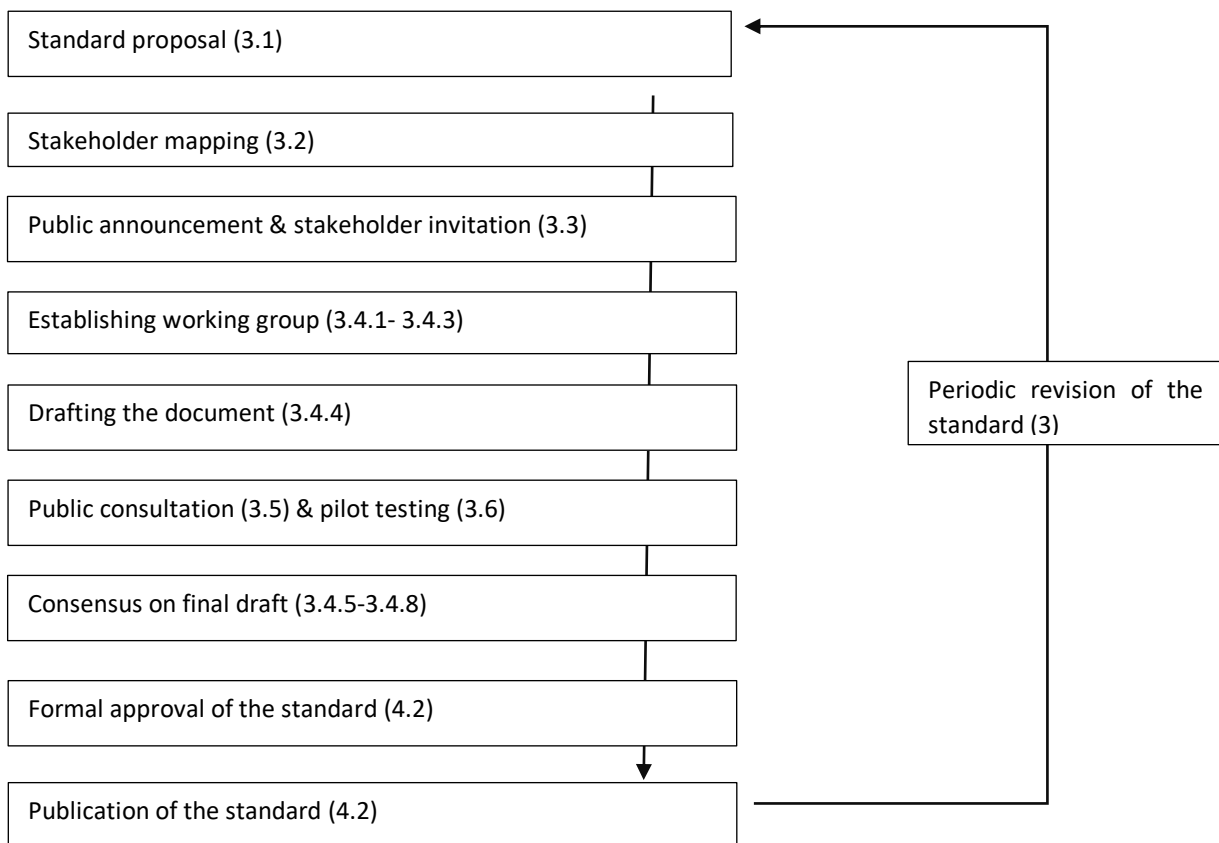 Standard proposal (3.1)
Stakeholder mapping (3.2)
Public announcement & stakeholder invitation (3.3)
Establishing working group (3.4.1- 3.4.3)
Drafting the document (3.4.4)
Public consultation (3.5) & pilot testing (3.6)
Consensus on final draft (3.4.5-3.4.8)
Formal approval of the standard (4.2)
Publication of the standard (4.2)
Periodic revision of the
standard (3)